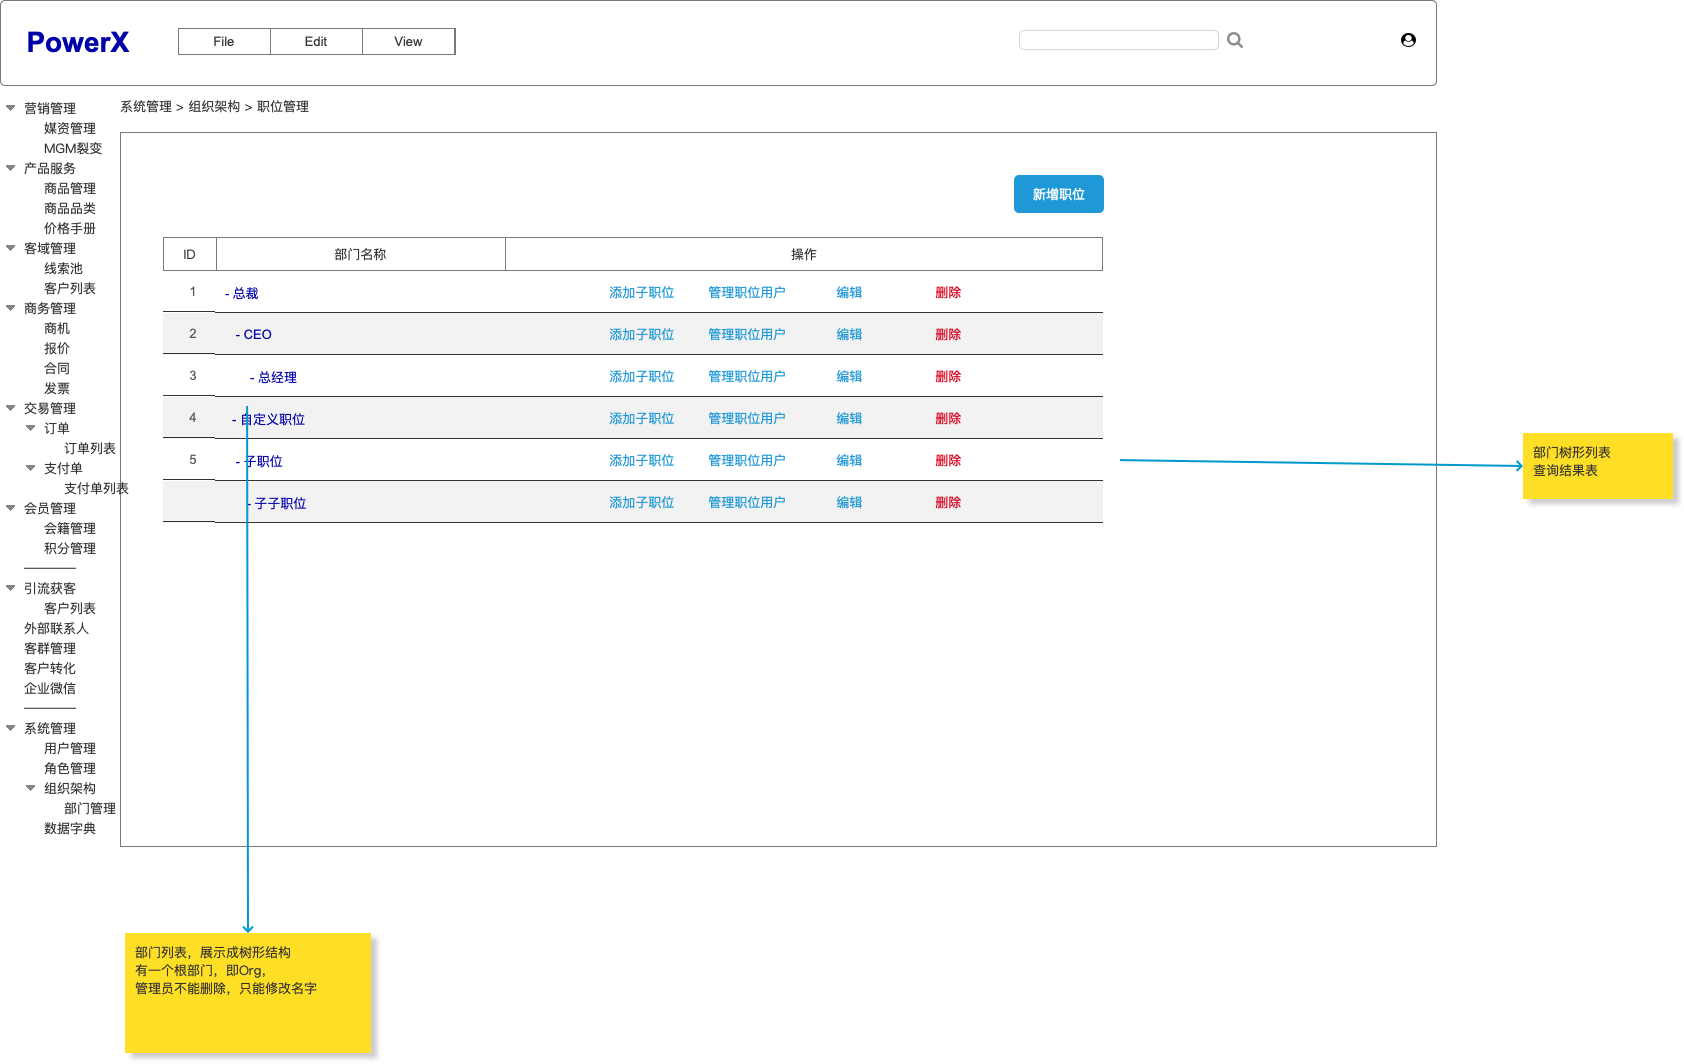 PowerX
File Edit View
系统管理 > 组织架构 > 职位管理
营销管理
媒资管理
MGM裂变
产品服务
商品管理
商品品类
价格手册
客域管理
线索池
客户列表
商务管理
商机
报价
合同
发票
交易管理
订单
订单列表
支付单
支付单列表
会员管理
会籍管理
积分管理
引流获客
客户列表
外部联系人
客群管理
客户转化
企业微信
系统管理
用户管理
角色管理
组织架构
部门管理
数据字典
新增职位
ID 部门名称 操作
1 - 总裁 添加子职位 管理职位用户 编辑 删除
2 - CEO 添加子职位 管理职位用户 编辑 删除
3 - 总经理 添加子职位 管理职位用户 编辑 删除
4 - 自定义职位 添加子职位 管理职位用户 编辑 删除
5 - 子职位 添加子职位 管理职位用户 编辑 删除
- 子子职位 添加子职位 管理职位用户 编辑 删除
部门树形列表
查询结果表
部门列表，展示成树形结构
有一个根部门，即Org，
管理员不能删除，只能修改名字